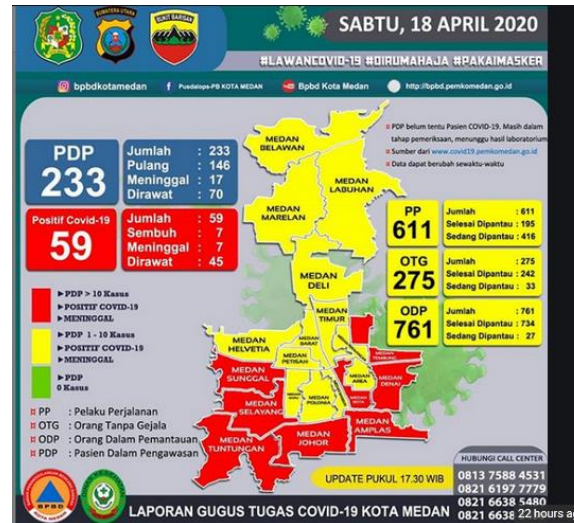 SUMATERA UTARA
BUKIT BARISAN
SABTU, 18 APRIL 2020
#LAWANCOVID-19 #DIRUMAHAJA #PAKAIMASKER
bpbdkotamedan
Pusdalops-PB KOTA MEDAN
Bpbd Kota Medan
http://bpbd.pemkomedan.go.id
PDP belum tentu Pasien COVID-19. Masih dalam
tahap pemeriksaan, menunggu hasil laboratorium
Sumber dari www.covid19.pemkomedan.go.id
Data dapat berubah sewaktu-waktu
PDP
233
Jumlah : 233
Pulang : 146
Meninggal : 17
Dirawat : 70
Positif Covid-19
59
Jumlah : 59
Sembuh : 7
Meninggal : 7
Dirawat : 45
PP
611
Jumlah : 611
Selesai Dipantau : 195
Sedang Dipantau : 416
OTG
275
Jumlah : 275
Selesai Dipantau : 242
Sedang Dipantau : 33
ODP
761
Jumlah : 761
Selesai Dipantau : 734
Sedang Dipantau : 27
PDP > 10 Kasus
POSITIF COVID-19
MENINGGAL
PDP 1 - 10 Kasus
POSITIF COVID-19
MENINGGAL
PDP
0 Kasus
PP : Pelaku Perjalanan
OTG : Orang Tanpa Gejala
ODP : Orang Dalam Pemantauan
PDP : Pasien Dalam Pengawasan
MEDAN
BELAWAN
MEDAN
LABUHAN
MEDAN
MARELAN
MEDAN
DELI
MEDAN
TIMUR
MEDAN
BARAT
MEDAN
HELVETIA
MEDAN
PETISAH
MEDAN
TEMBUNG
MEDAN
SUNGGAL
MEDAN
AREA
MEDAN
DENAI
MEDAN
POLONIA
MEDAN
KOTA
MEDAN
SELAYANG
MEDAN
AMPLAS
MEDAN
TUNTUNGAN
MEDAN
JOHOR
UPDATE PUKUL 17.30 WIB
HUBUNGI CALL CENTER
0813 7588 4531
0821 6197 7779
0821 6638 5480
0821 6638
22 hours a
BPBD
KOTA MEDAN
LAPORAN GUGUS TUGAS COVID-19 KOTA MEDAN